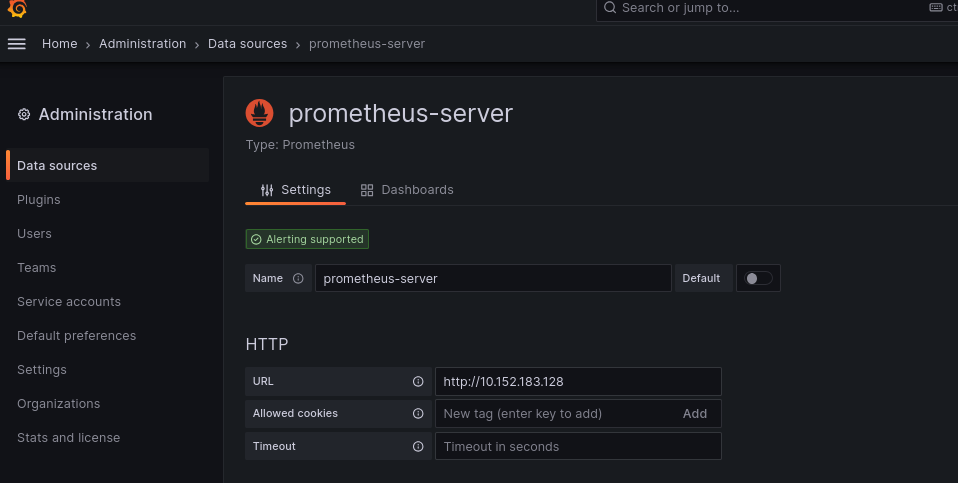 Search or jump to...
Home › Administration › Data sources › prometheus-server
Administration
Data sources
Plugins
Users
Teams
Service accounts
Default preferences
Settings
Organizations
Stats and license
prometheus-server
Type: Prometheus
Settings Dashboards
Alerting supported
Name prometheus-server Default
HTTP
URL http://10.152.183.128
Allowed cookies New tag (enter key to add) Add
Timeout Timeout in seconds